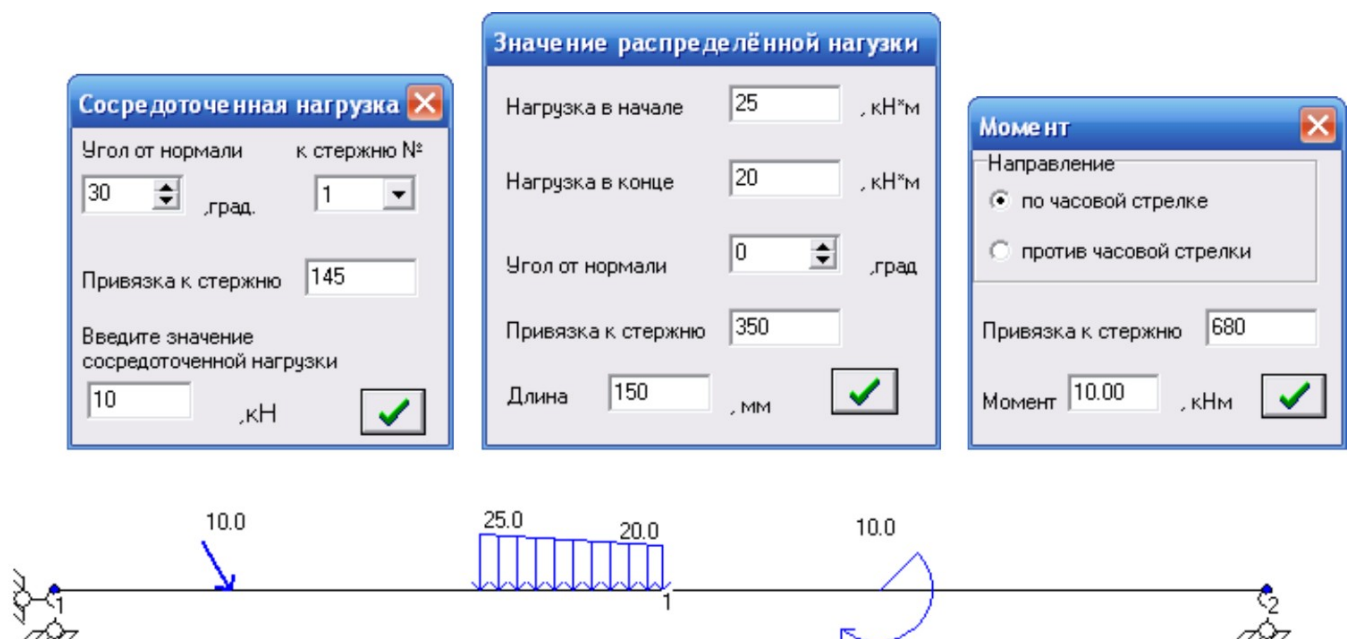 Сосредоточенная нагрузка
Угол от нормали к стержню №
30 ,град. 1
Привязка к стержню 145
Введите значение
сосредоточенной нагрузки
10 ,кН
Значение распределённой нагузки
Нагрузка в начале 25 , кН*м
Нагрузка в конце 20 , кН*м
Угол от нормали 0 ,град
Привязка к стержню 350
Длина 150 , мм
Момент
Направление
по часовой стрелке
против часовой стрелки
Привязка к стержню 680
Момент 10.00 , кНм
10.0 25.0 20.0 10.0
1 1 2